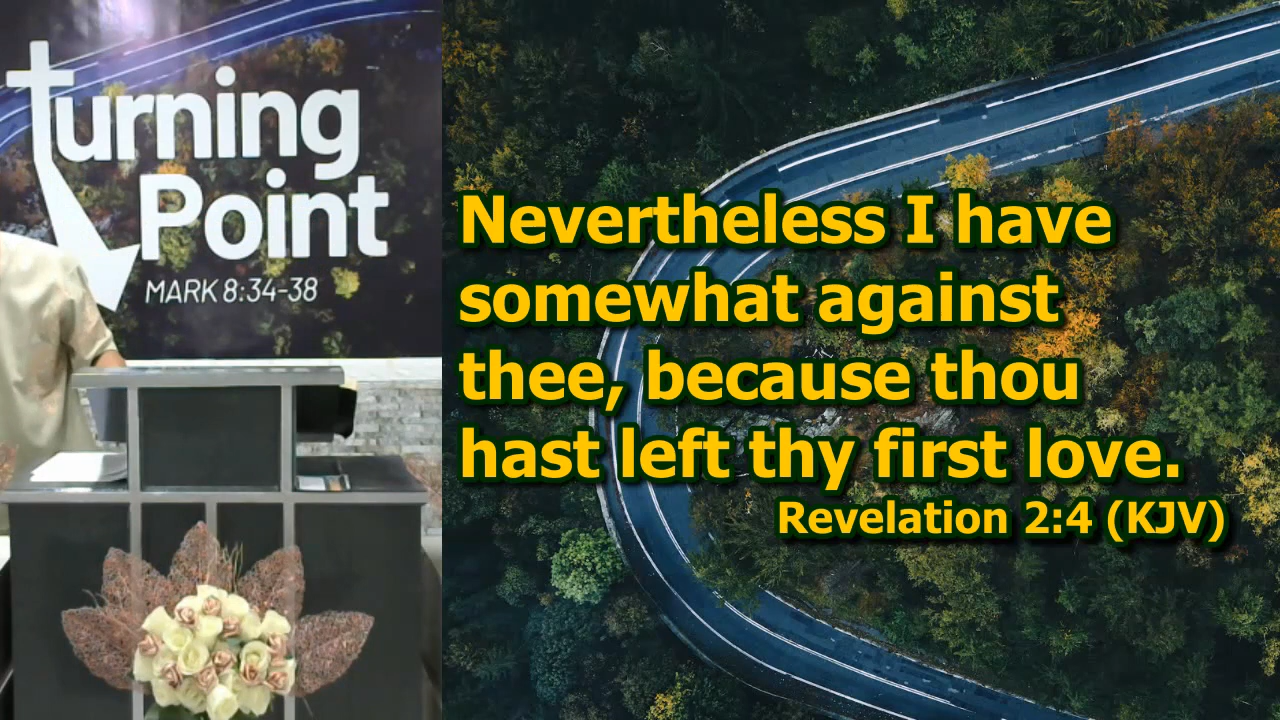 turning
Point
MARK 8:34-38
Nevertheless I have
somewhat against
thee, because thou
hast left thy first love.
Revelation 2:4 (KJV)